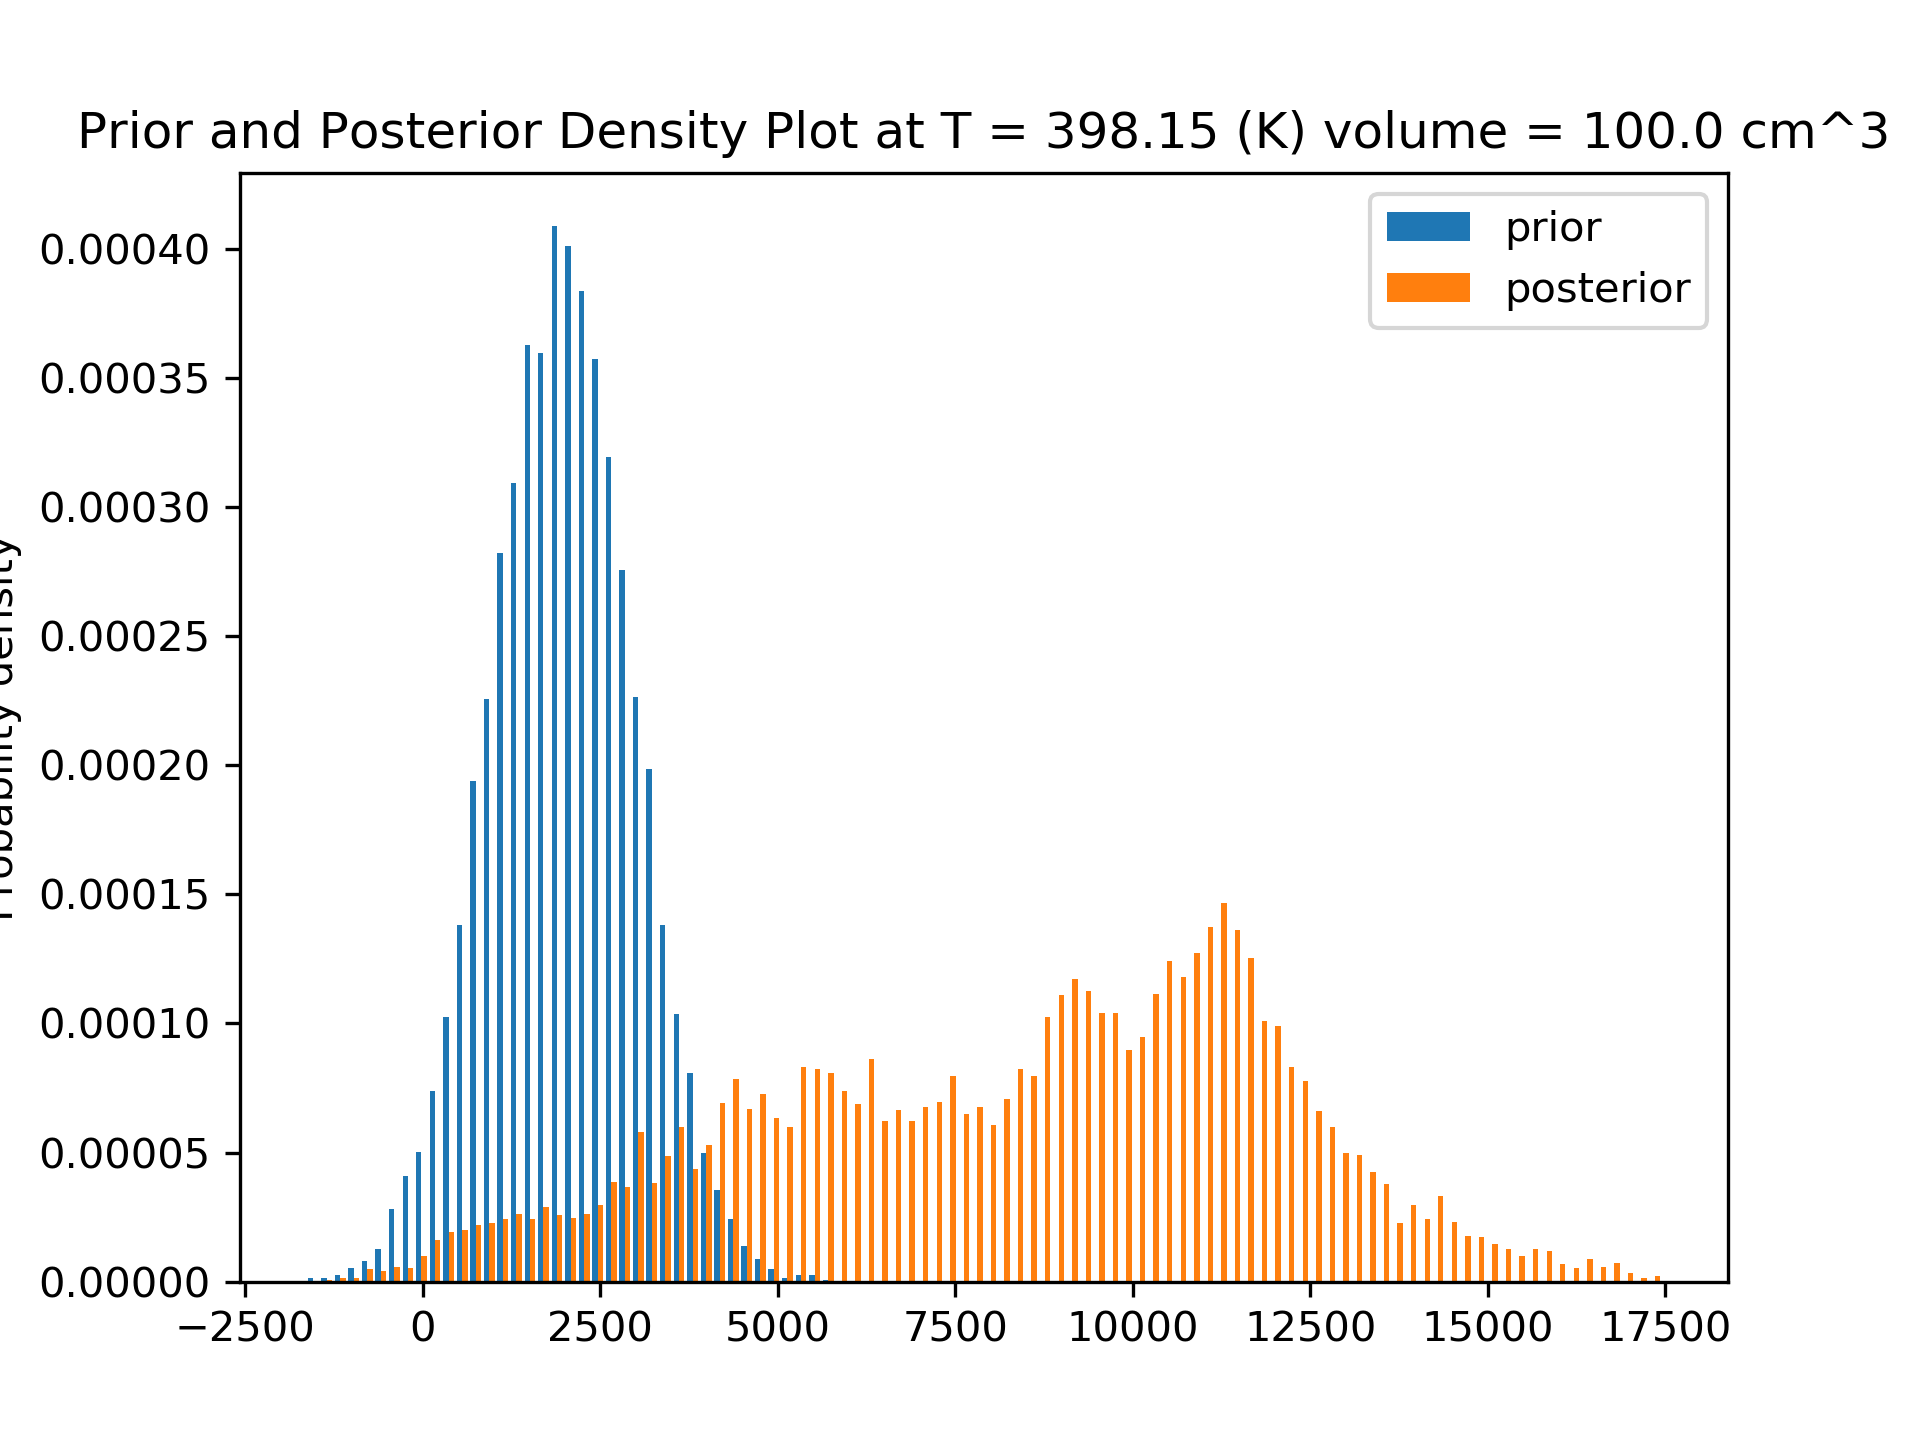 Prior and Posterior Density Plot at T = 398.15 (K) volume = 100.0 cm^3
prior
posterior
0.00040
0.00035
0.00030
0.00025
0.00020
0.00015
0.00010
0.00005
0.00000
Probability density
−2500 0 2500 5000 7500 10000 12500 15000 17500